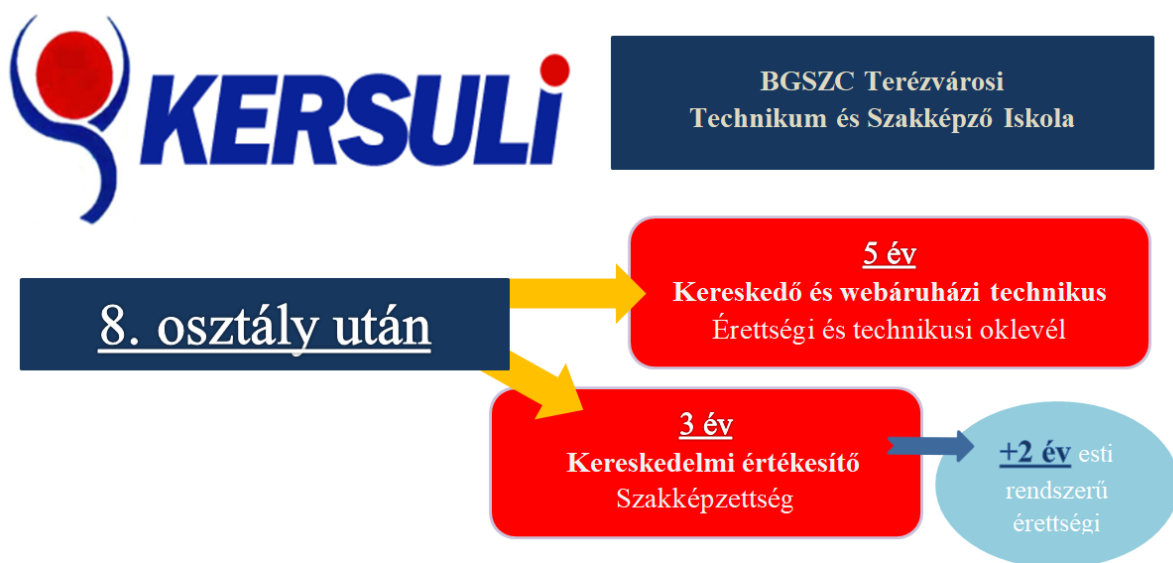 KERSULi
BGSZC Terézvárosi
Technikum és Szakképző Iskola
8. osztály után
5 év
Kereskedő és webáruházi technikus
Érettségi és technikusi oklevél
3 év
Kereskedelmi értékesítő
Szakképzettség
+2 év esti
rendszerű
érettségi